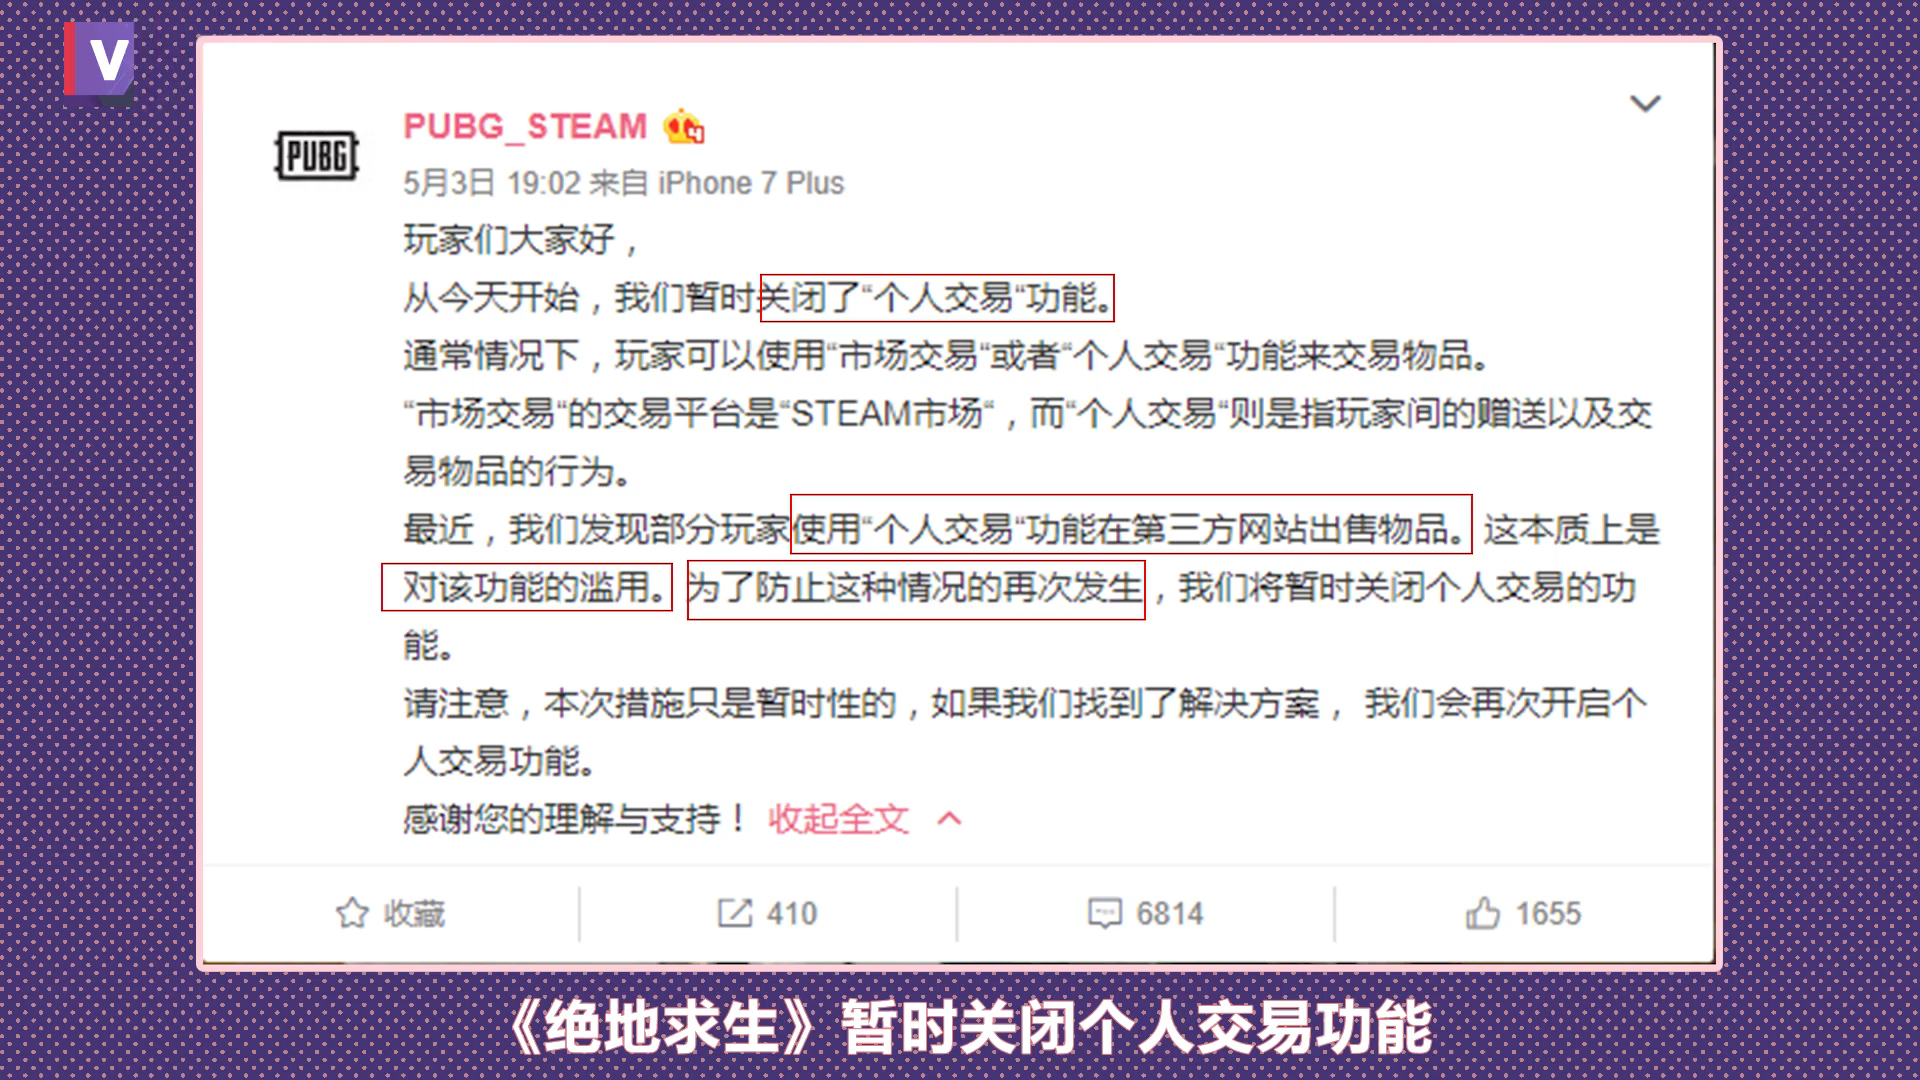 V
PUBG
PUBG_STEAM
5月3日 19:02 来自 iPhone 7 Plus
玩家们大家好，
从今天开始，我们暂时关闭了“个人交易“功能。
通常情况下，玩家可以使用“市场交易“或者“个人交易“功能来交易物品。
“市场交易“的交易平台是“STEAM市场“，而“个人交易“则是指玩家间的赠送以及交
易物品的行为。
最近，我们发现部分玩家使用“个人交易“功能在第三方网站出售物品。 这本质上是
对该功能的滥用。 为了防止这种情况的再次发生，我们将暂时关闭个人交易的功
能。
请注意，本次措施只是暂时性的，如果我们找到了解决方案， 我们会再次开启个
人交易功能。
感谢您的理解与支持！ 收起全文
收藏 410 6814 1655
《绝地求生》暂时关闭个人交易功能